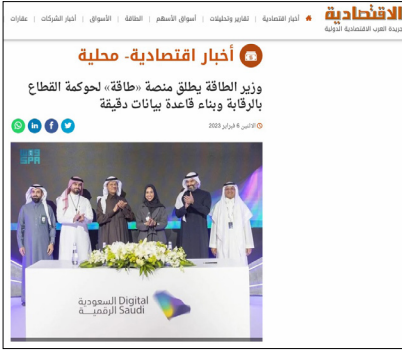 الاقتصادية
جريدة العرب الاقتصادية الدولية
أخبار اقتصادية | تقارير وتحليلات | أسواق الأسهم | الطاقة | الأسواق | أخبار الشركات | عقارات
أخبار اقتصادية- محلية
وزير الطاقة يطلق منصة «طاقة» لحوكمة القطاع
بالرقابة وبناء قاعدة بيانات دقيقة
الاثنين 6 فبراير 2023
SPA
السعودية Digital
الرقمية Saudi